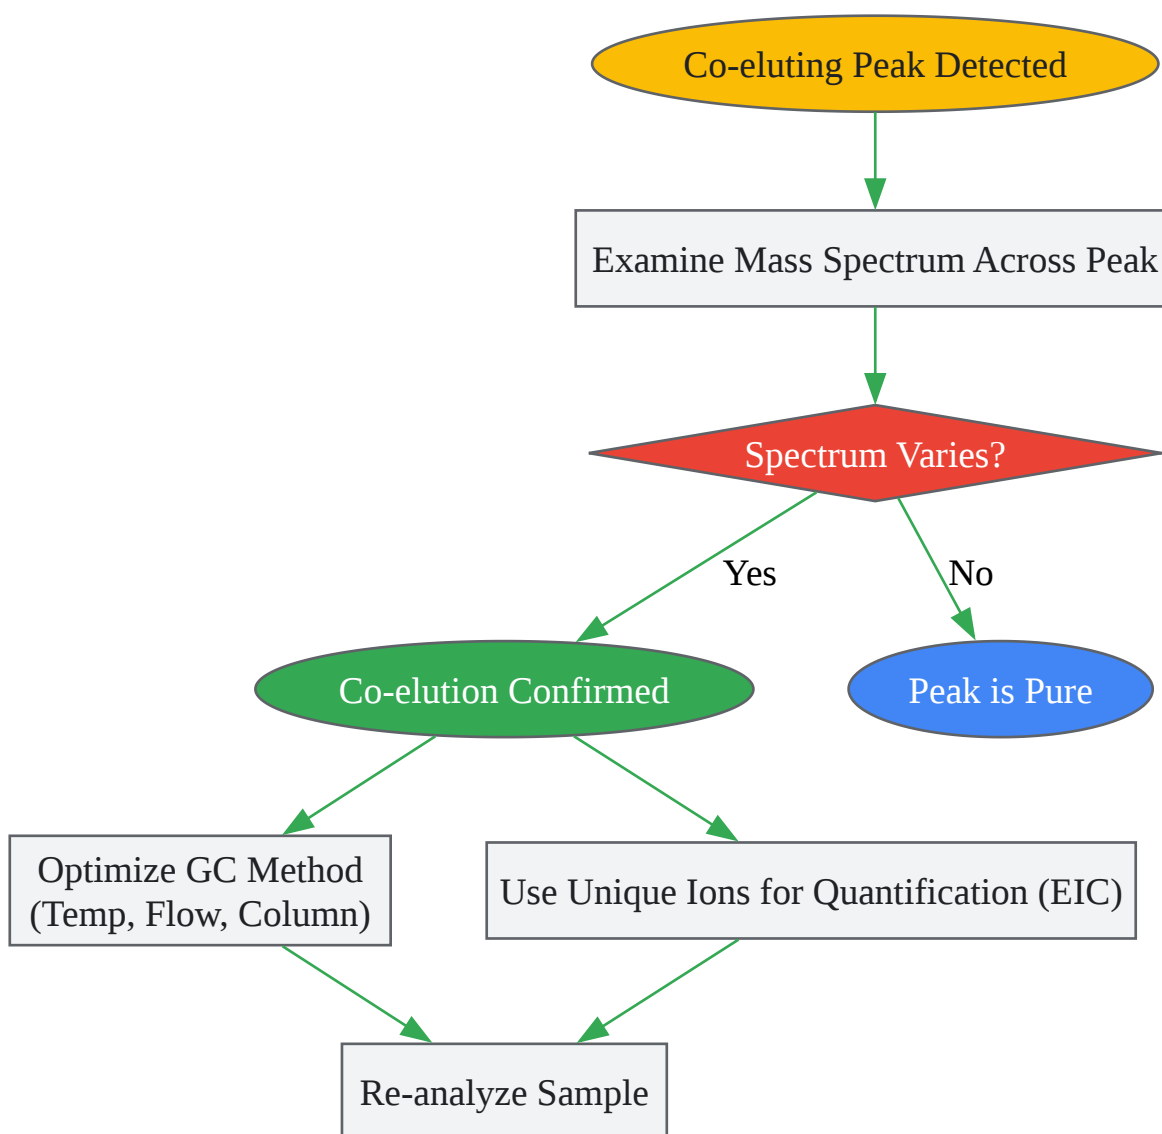 Co-eluting Peak Detected
Examine Mass Spectrum Across Peak
Spectrum Varies?
Yes
No
Co-elution Confirmed
Peak is Pure
Optimize GC Method
(Temp, Flow, Column)
Use Unique Ions for Quantification (EIC)
Re-analyze Sample